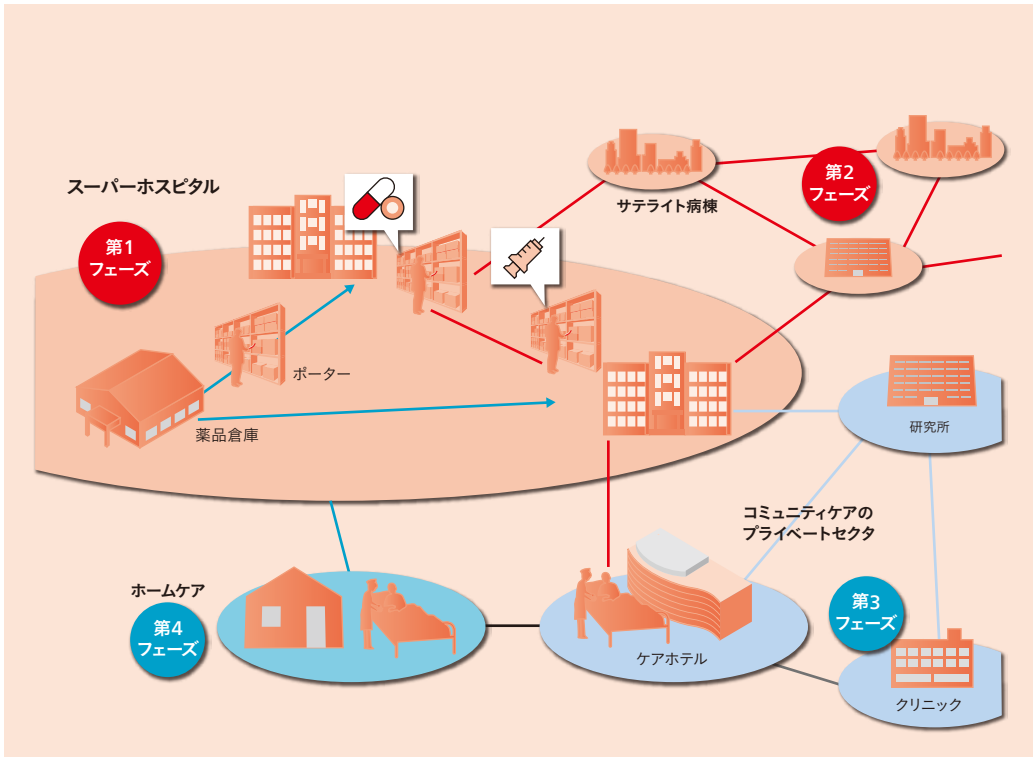 スーパーホスピタル
第1
フェーズ
サテライト病棟
第2
フェーズ
ポーター
薬品倉庫
研究所
コミュニティケアの
プライベートセクタ
ホームケア
第4
フェーズ
ケアホテル
第3
フェーズ
クリニック